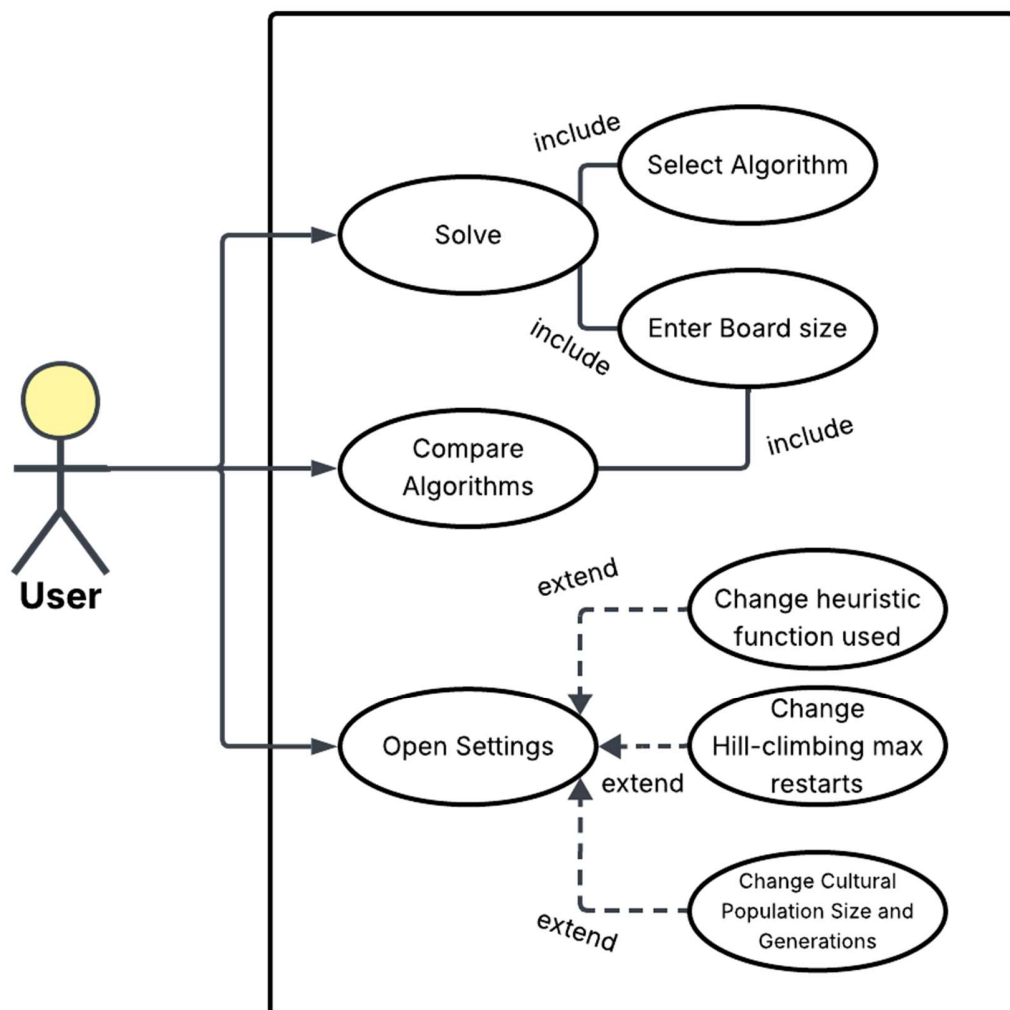 include
Select Algorithm
Solve
include
Enter Board size
include
Compare
Algorithms
User
extend
Change heuristic
function used
Open Settings
extend
Change
Hill-climbing max
restarts
extend
Change Cultural
Population Size and
Generations